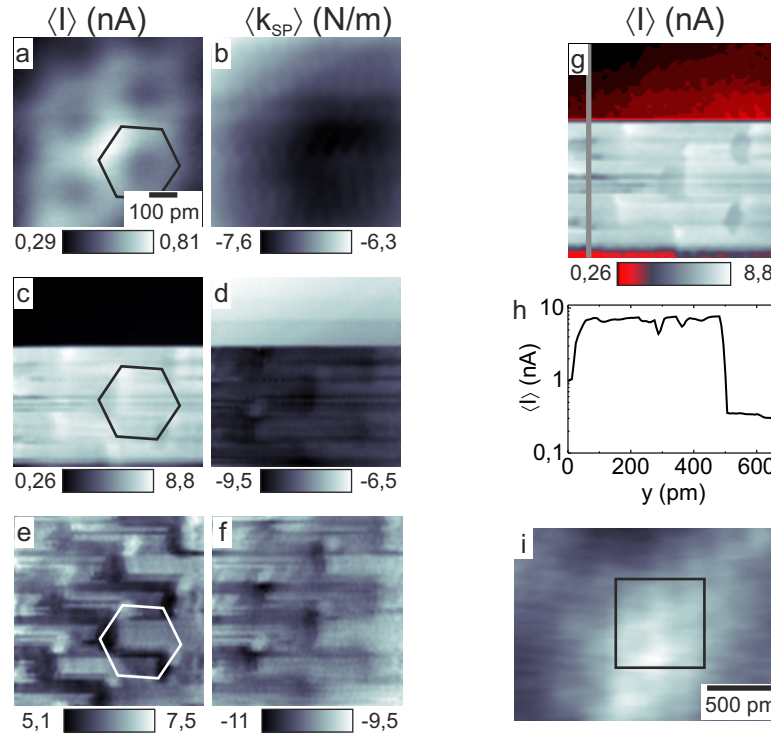 ⟨I⟩ (nA) ⟨k_SP⟩ (N/m) ⟨I⟩ (nA)
a b g
100 pm
0,29 0,81 -7,6 -6,3
0,26 8,8
c d
h
10
1
0,1
⟨I⟩ (nA)
0 200 400 600
y (pm)
0,26 8,8 -9,5 -6,5
e f i
500 pm
5,1 7,5 -11 -9,5